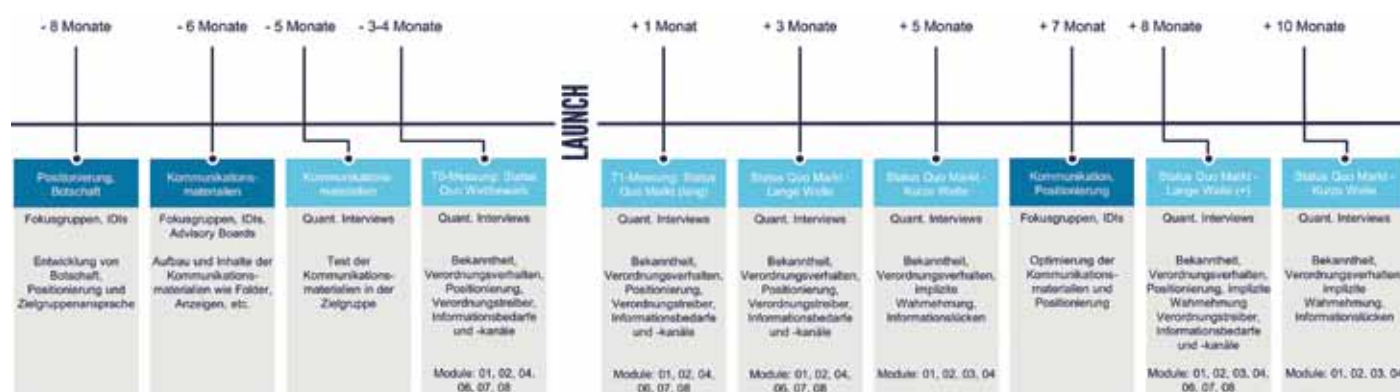 - 8 Monate
- 6 Monate
- 5 Monate
- 3-4 Monate
LAUNCH
+ 1 Monat
+ 3 Monate
+ 5 Monate
+ 7 Monat
+ 8 Monate
+ 10 Monate
Positionierung,
Botschaft
Fokusgruppen, IDIs
Entwicklung von
Botschaft,
Positionierung und
Zielgruppenansprache
Kommunikations-
materialien
Fokusgruppen, IDIs,
Advisory Boards
Aufbau und Inhalte der
Kommunikations-
materialien wie Folder,
Anzeigen, etc.
Kommunikations-
materialien
Quant. Interviews
Test der
Kommunikations-
materialien in der
Zielgruppe
T0-Messung: Status
Quo Wettbewerb
Quant. Interviews
Bekanntheit,
Verordnungsverhalten,
Positionierung,
Verordnungstreiber,
Informationsbedarfe
und -kanäle
Module: 01, 02, 04,
06, 07, 08
T1-Messung: Status
Quo Markt (lang)
Quant. Interviews
Bekanntheit,
Verordnungsverhalten,
Positionierung,
Verordnungstreiber,
Informationsbedarfe
und -kanäle
Module: 01, 02, 04,
06, 07, 08
Status Quo Markt -
Lange Welle
Quant. Interviews
Bekanntheit,
Verordnungsverhalten,
Positionierung,
Verordnungstreiber,
Informationsbedarfe
und -kanäle
Module: 01, 02, 04,
06, 07, 08
Status Quo Markt -
Kurze Welle
Quant. Interviews
Bekanntheit,
Verordnungsverhalten,
implizite
Wahrnehmung,
Informationslücken
Module: 01, 02, 03, 04
Kommunikation,
Positionierung
Fokusgruppen, IDIs
Optimierung der
Kommunikations-
materialien und
Positionierung
Status Quo Markt -
Lange Welle (+)
Quant. Interviews
Bekanntheit,
Verordnungsverhalten,
Positionierung, implizite
Wahrnehmung
Verordnungstreiber,
Informationsbedarfe
und -kanäle
Module: 01, 02, 03, 04,
06, 07, 08
Status Quo Markt -
Kurze Welle
Quant. Interviews
Bekanntheit,
Verordnungsverhalten,
implizite
Wahrnehmung,
Informationslücken
Module: 01, 02, 03,